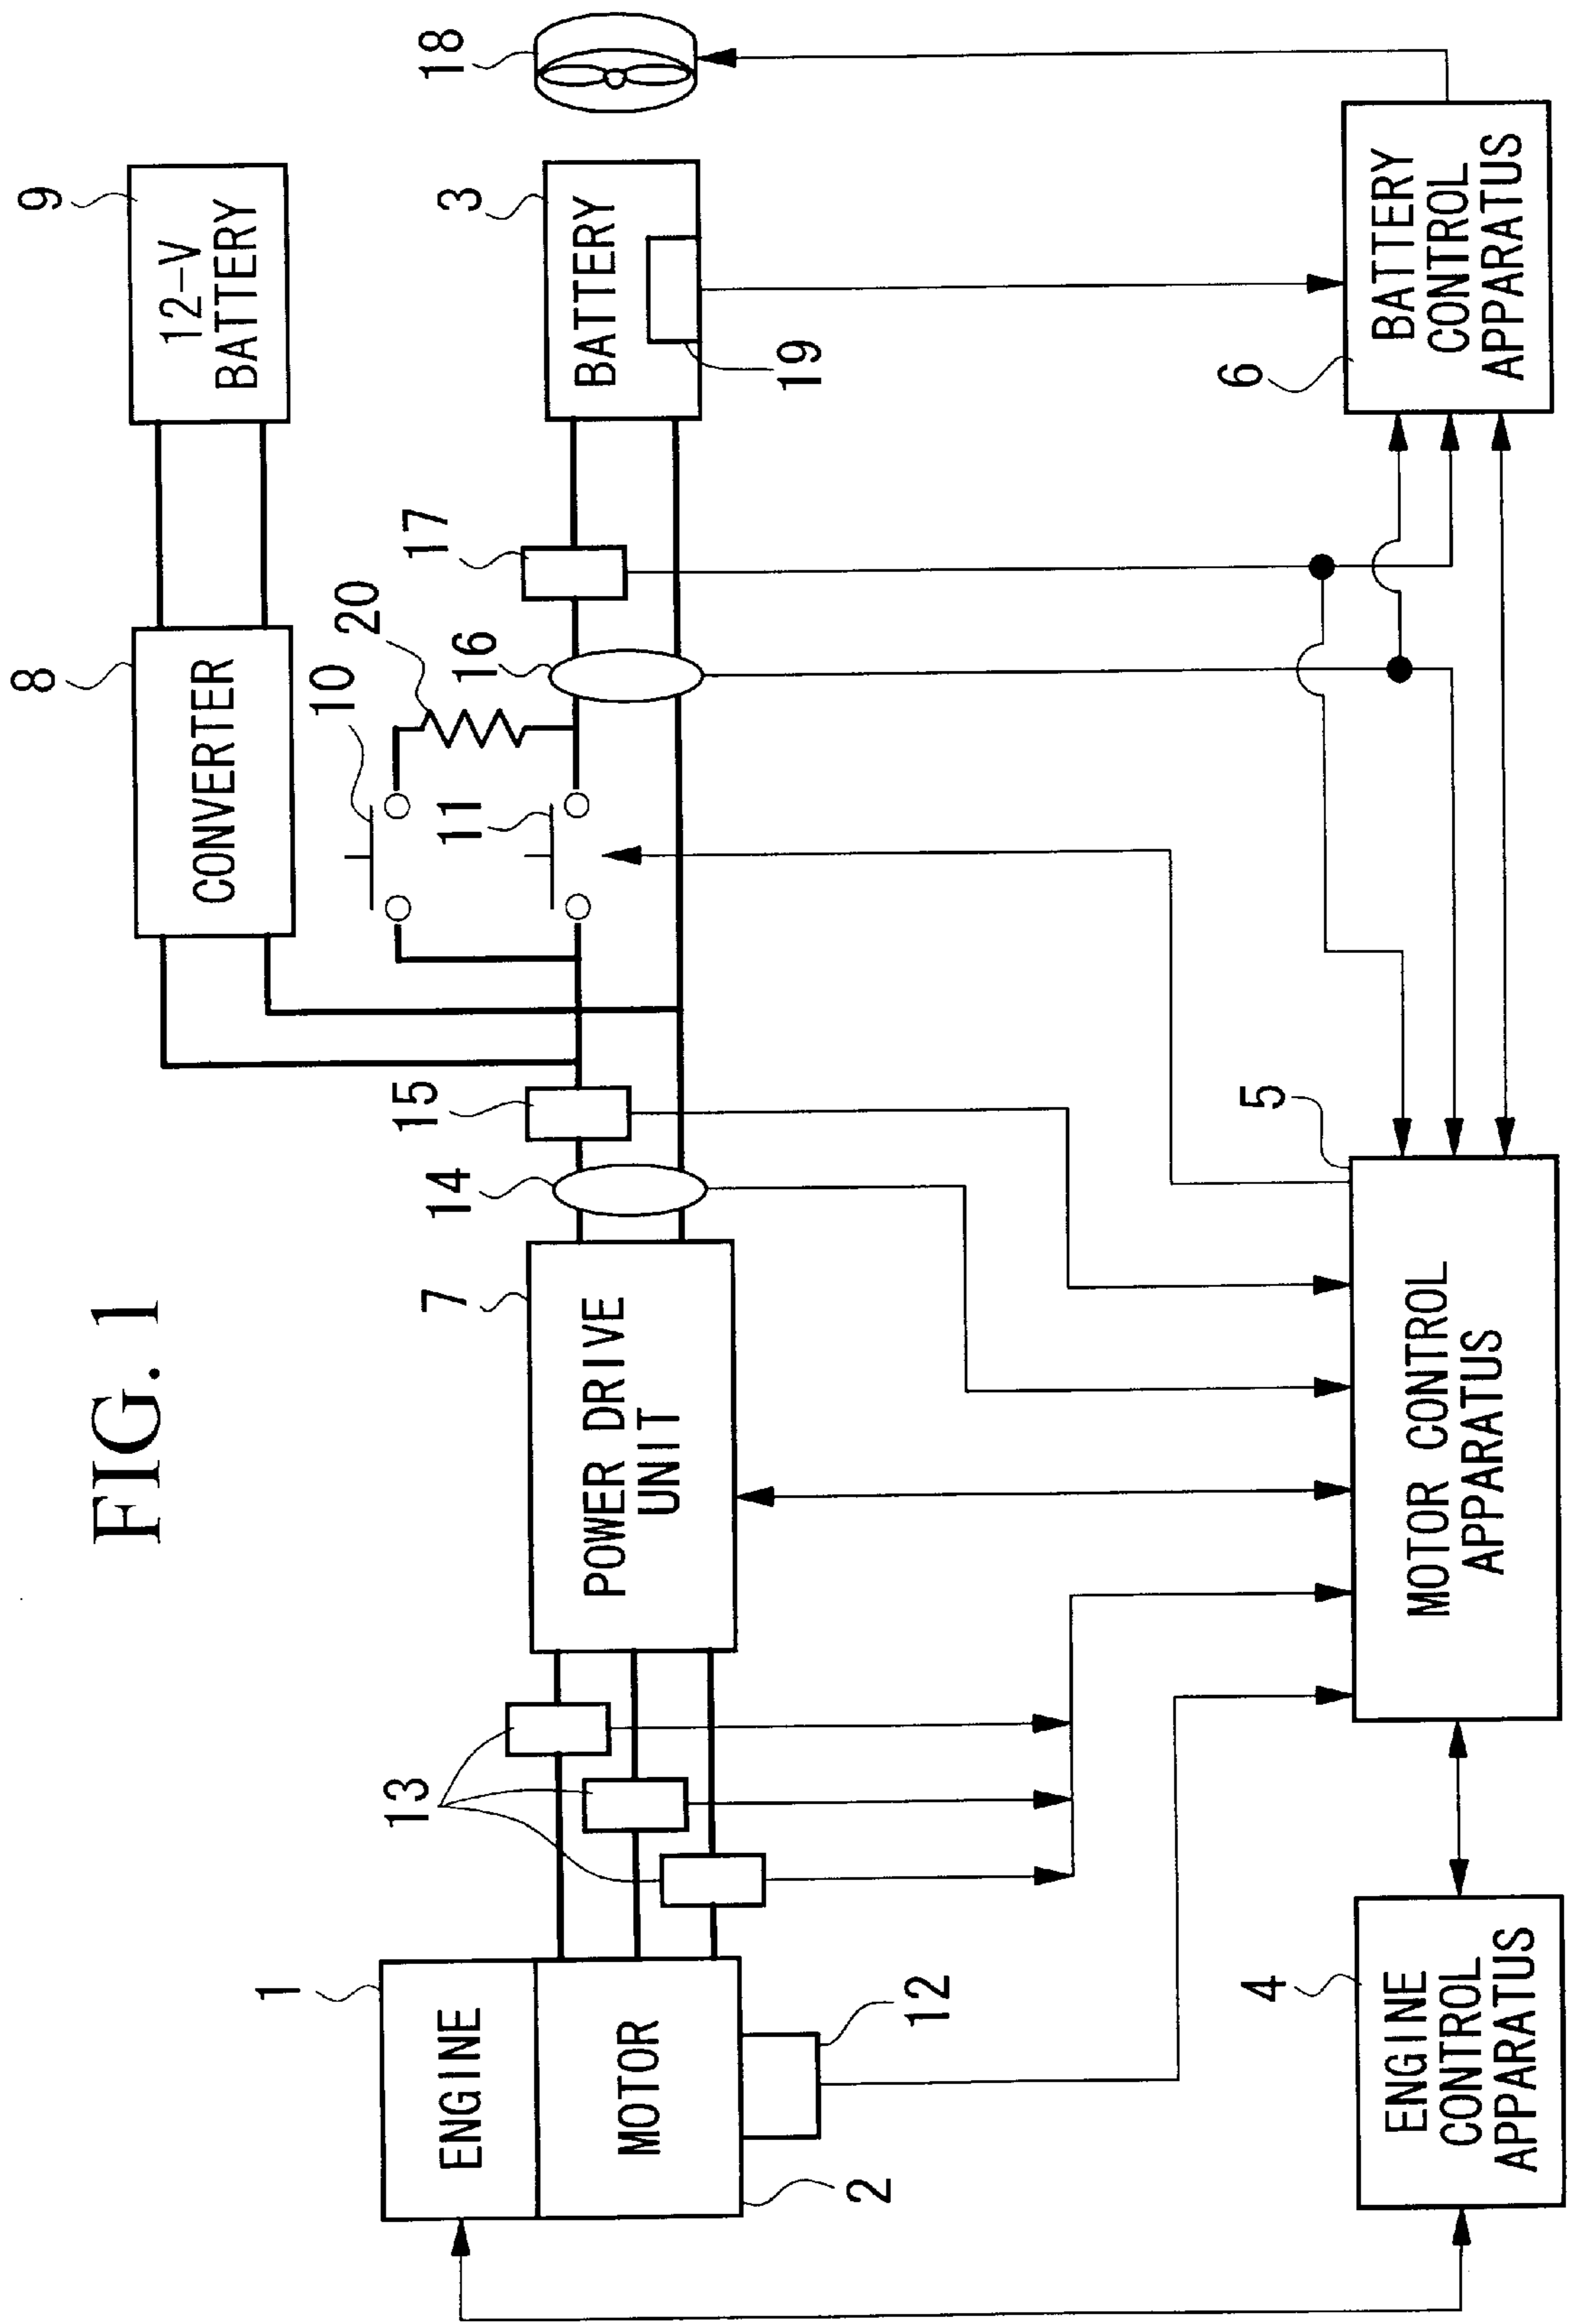 FIG. 1
9
12-V
BATTERY
8
CONVERTER
18
3
BATTERY
19
17
20
16
10
11
15
14
7
POWER DRIVE
UNIT
13
1
ENGINE
MOTOR
2
12
6
BATTERY
CONTROL
APPARATUS
5
MOTOR CONTROL
APPARATUS
4
ENGINE
CONTROL
APPARATUS